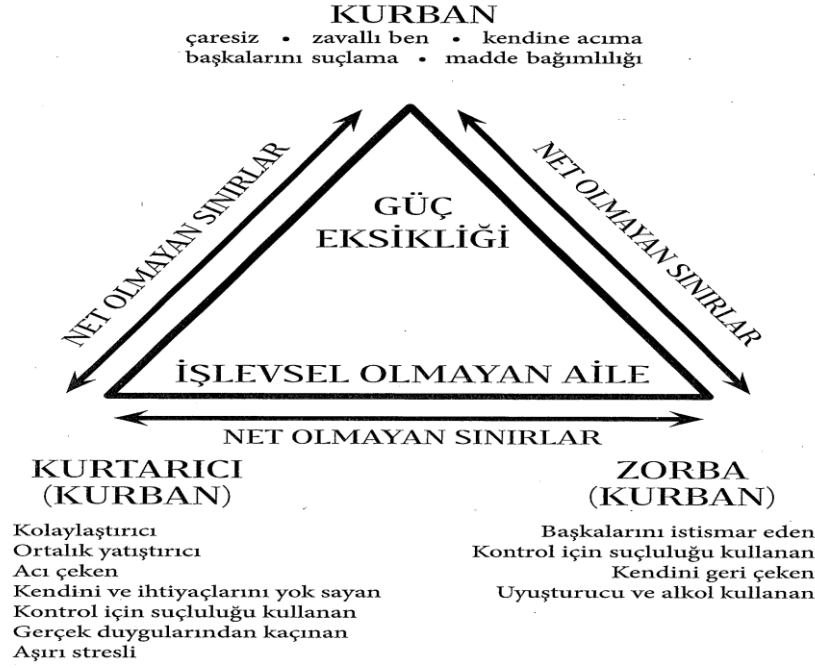 KURBAN
çaresiz • zavallı ben • kendine acıma
başkalarını suçlama • madde bağımlılığı
NET OLMAYAN SINIRLAR
NET OLMAYAN SINIRLAR
GÜÇ
EKSİKLİĞİ
İŞLEVSEL OLMAYAN AİLE
NET OLMAYAN SINIRLAR
KURTARICI
(KURBAN)
Kolaylaştırıcı
Ortalık yatıştırıcı
Acı çeken
Kendini ve ihtiyaçlarını yok sayan
Kontrol için suçluluğu kullanan
Gerçek duygularından kaçınan
Aşırı stresli
ZORBA
(KURBAN)
Başkalarını istismar eden
Kontrol için suçluluğu kullanan
Kendini geri çeken
Uyuşturucu ve alkol kullanan